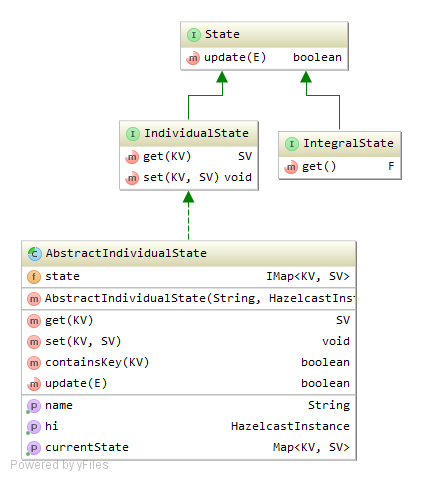 I State
m update(E) boolean
I IndividualState
m get(KV) SV
m set(KV, SV) void
I IntegralState
m get() F
C AbstractIndividualState
f state IMap<KV, SV>
m AbstractIndividualState(String, HazelcastInst
m get(KV) SV
m set(KV, SV) void
m containsKey(KV) boolean
m update(E) boolean
p name String
p hi HazelcastInstance
p currentState Map<KV, SV>
Powered by yFiles